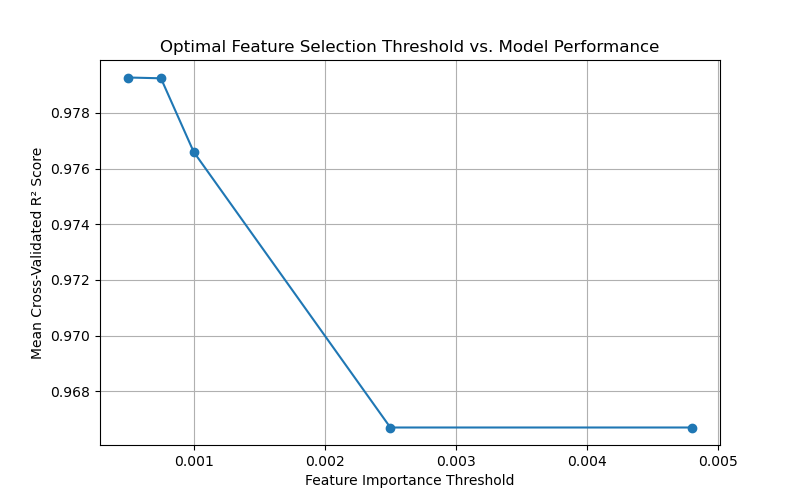 Optimal Feature Selection Threshold vs. Model Performance
Mean Cross-Validated R² Score
0.978
0.976
0.974
0.972
0.970
0.968
0.001 0.002 0.003 0.004 0.005
Feature Importance Threshold